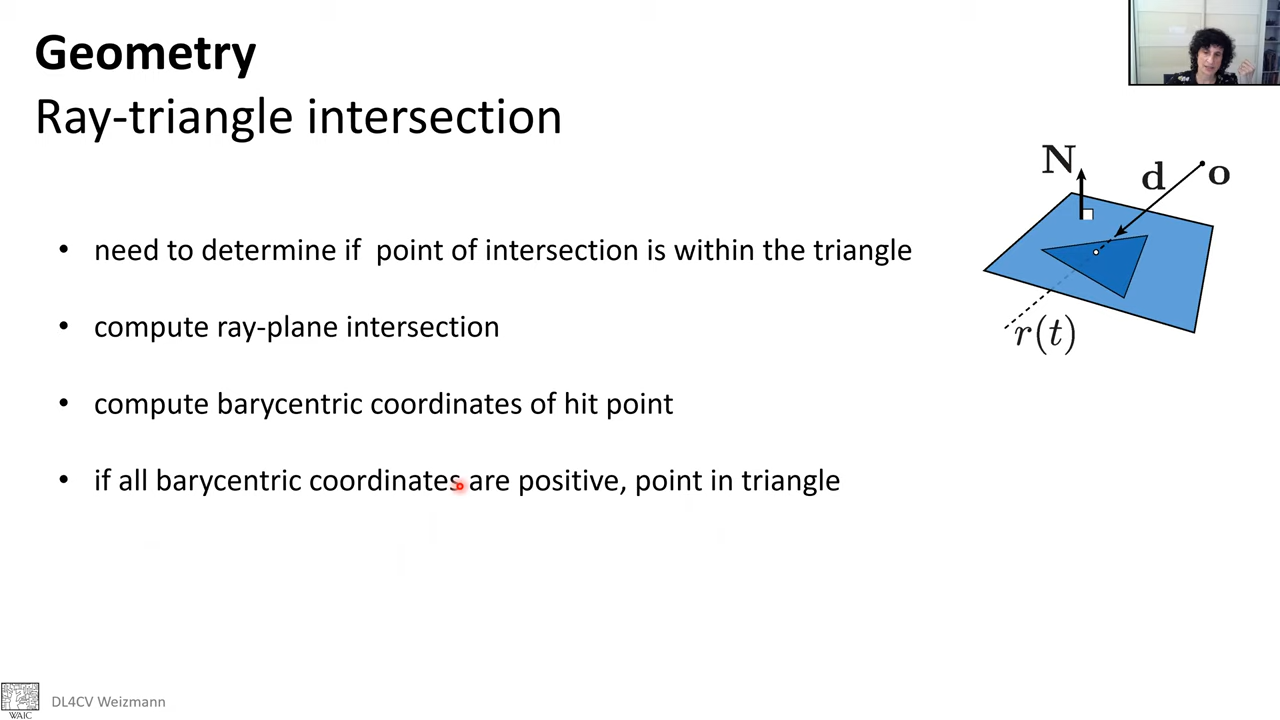 Geometry
Ray-triangle intersection
N
d
o
• need to determine if  point of intersection is within the triangle
• compute ray-plane intersection
r(t)
• compute barycentric coordinates of hit point
• if all barycentric coordinates are positive, point in triangle
WAIC
DL4CV Weizmann